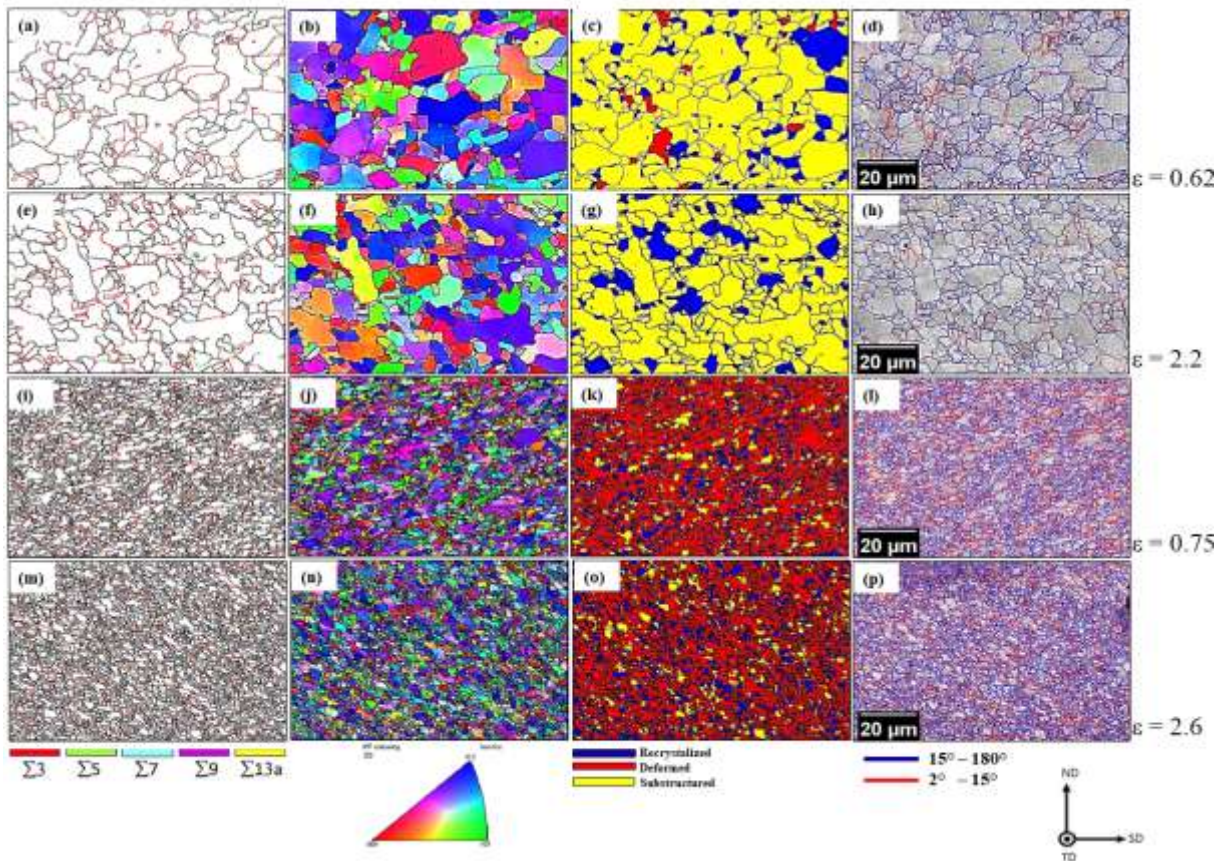 (a) (b) (c) (d)
20 μm
ε = 0.62
(e) (f) (g) (h)
20 μm
ε = 2.2
(i) (j) (k) (l)
20 μm
ε = 0.75
(m) (n) (o) (p)
20 μm
ε = 2.6
∑3 ∑5 ∑7 ∑9 ∑13a
Recrystalized
Deformed
Substructured
15° – 180°
2° – 15°
ND
SD
TD